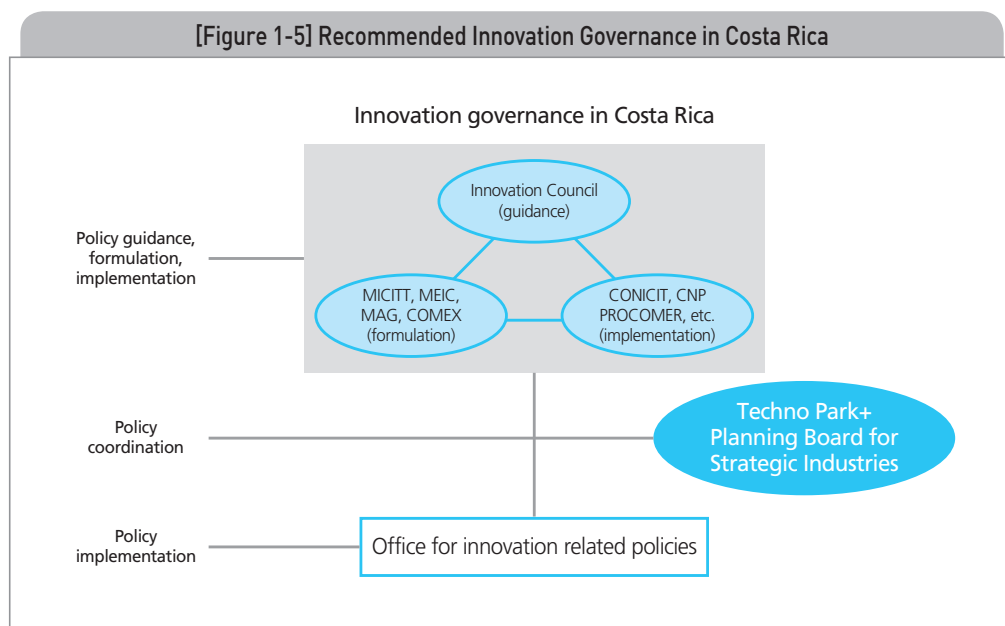 [Figure 1-5] Recommended Innovation Governance in Costa Rica
Innovation governance in Costa Rica
Innovation Council
(guidance)
Policy guidance,
formulation,
implementation
MICITT, MEIC,
MAG, COMEX
(formulation)
CONICIT, CNP
PROCOMER, etc.
(implementation)
Policy
coordination
Techno Park+
Planning Board for
Strategic Industries
Policy
implementation
Office for innovation related policies